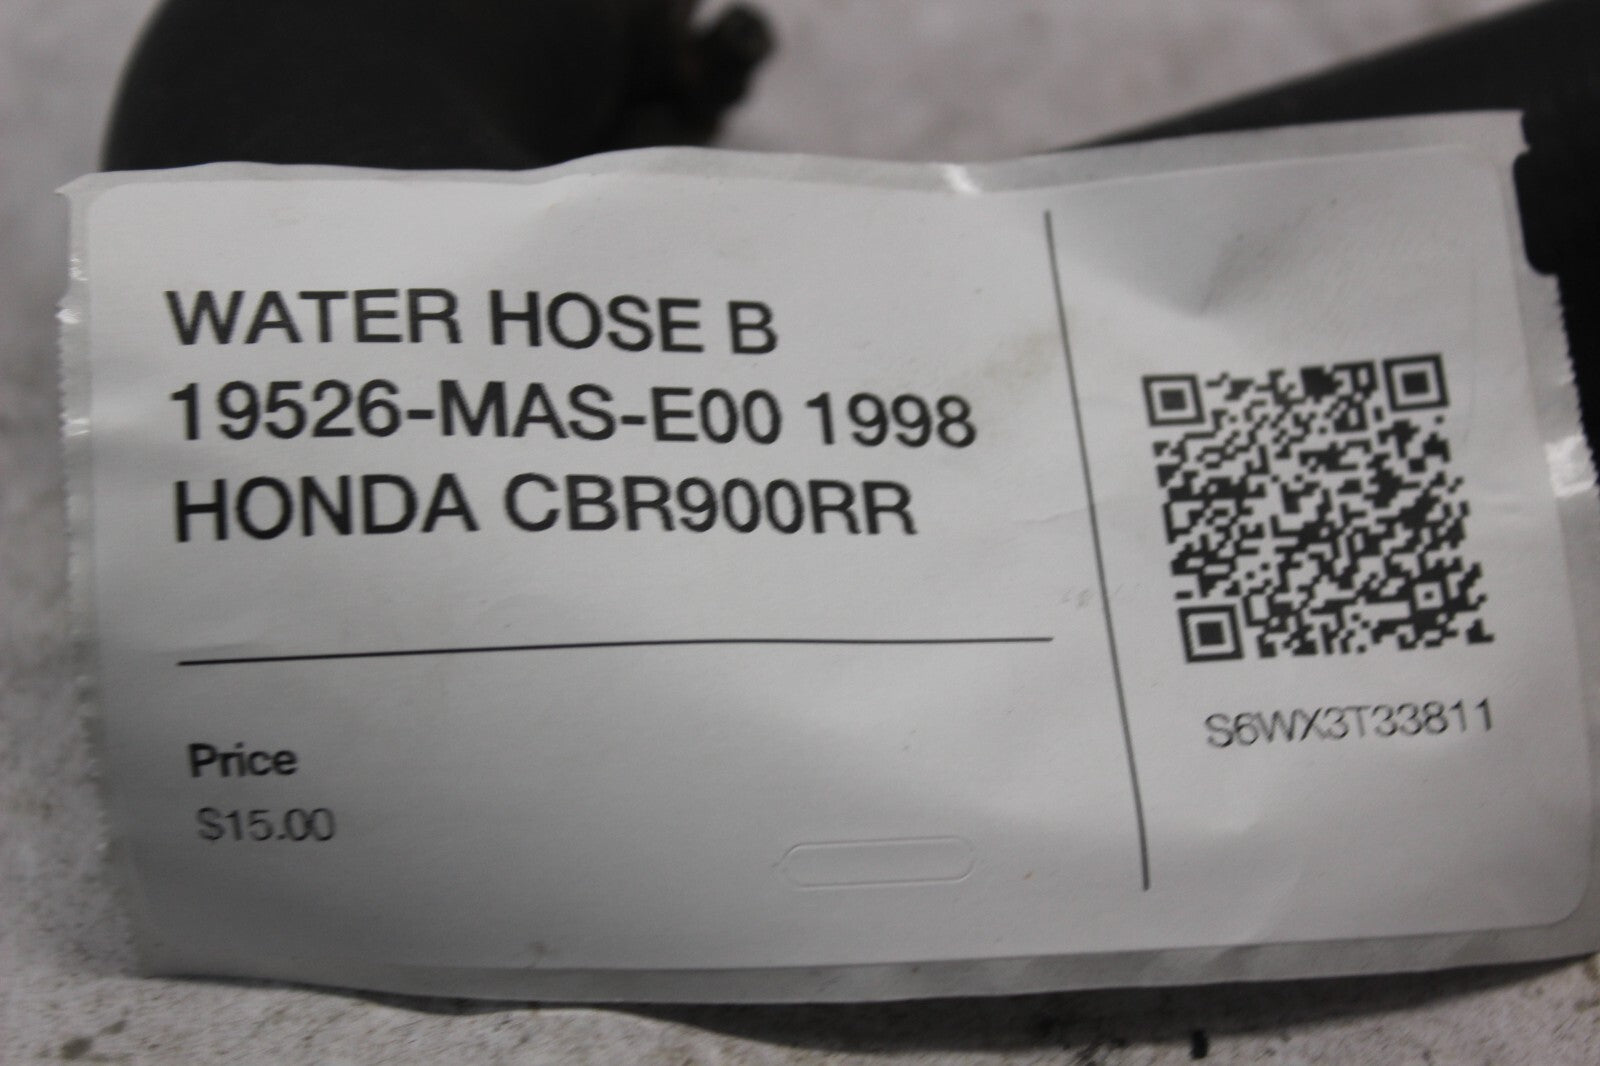 WATER HOSE B
19526-MAS-E00 1998
HONDA CBR900RR
Price
$15.00
S6WX3T33811